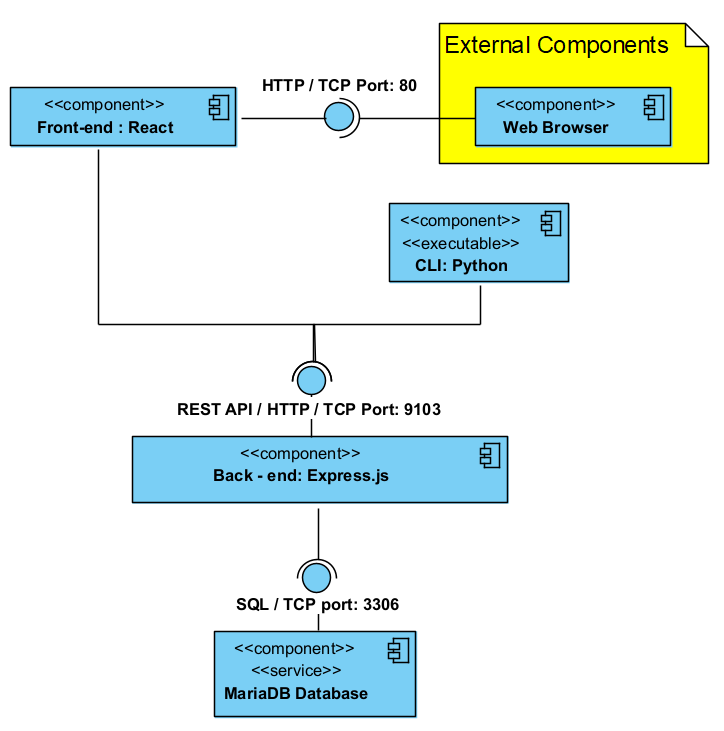 External Components
HTTP / TCP Port: 80
<<component>>
Front-end : React
<<component>>
Web Browser
<<component>>
<<executable>>
CLI: Python
REST API / HTTP / TCP Port: 9103
<<component>>
Back - end: Express.js
SQL / TCP port: 3306
<<component>>
<<service>>
MariaDB Database